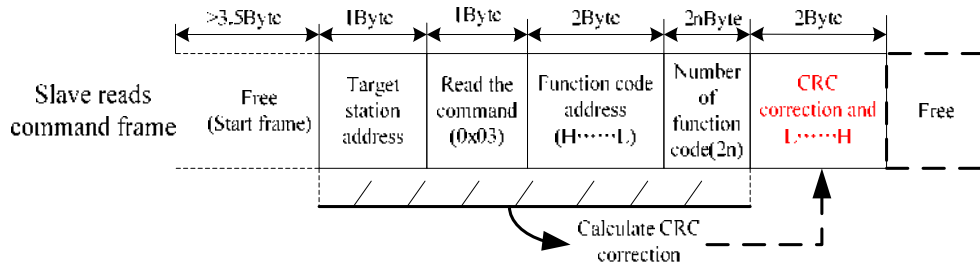 >3.5Byte
1Byte
1Byte
2Byte
2nByte
2Byte
Slave reads
command frame
Free
(Start frame)
Target
station
address
Read the
command
(0x03)
Function code
address
(H······L)
Number
of
function
code(2n)
CRC
correction and
L······H
Free
Calculate CRC
correction